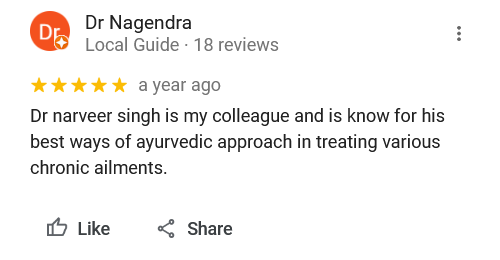 Dr
Dr Nagendra
Local Guide · 18 reviews
a year ago
Dr narveer singh is my colleague and is know for his
best ways of ayurvedic approach in treating various
chronic ailments.
Like
Share